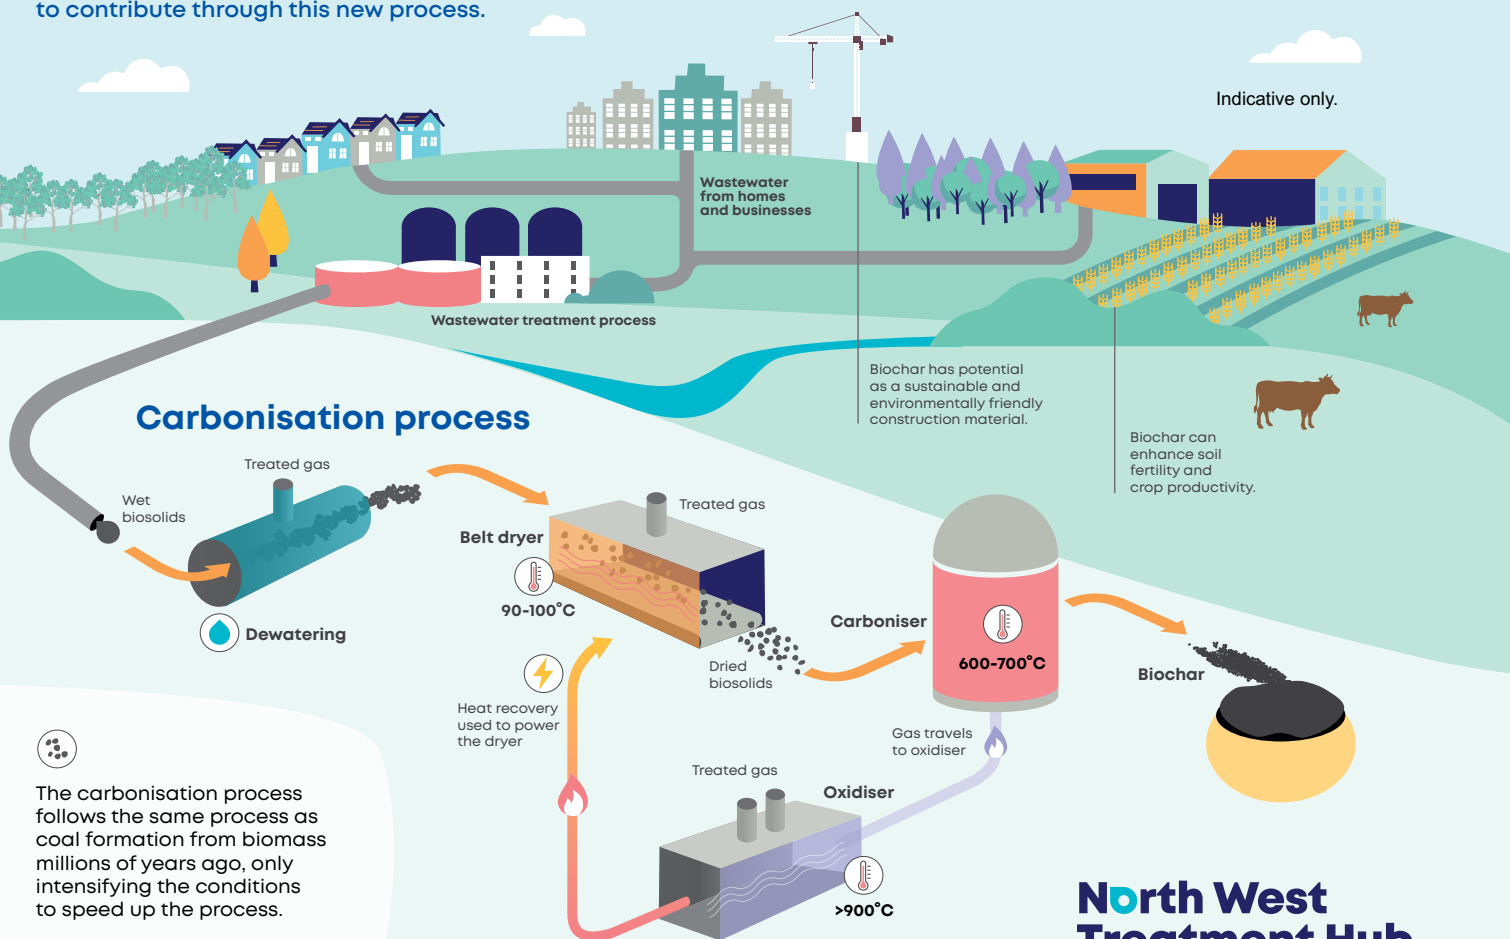 to contribute through this new process.
Indicative only.
Wastewater
from homes
and businesses
Wastewater treatment process
Biochar has potential
as a sustainable and
environmentally friendly
construction material.
Biochar can
enhance soil
fertility and
crop productivity.
Carbonisation process
Treated gas
Wet
biosolids
Dewatering
Treated gas
Belt dryer
90-100°C
Dried
biosolids
Carboniser
600-700°C
Biochar
Heat recovery
used to power
the dryer
Gas travels
to oxidiser
Treated gas
Oxidiser
>900°C
The carbonisation process
follows the same process as
coal formation from biomass
millions of years ago, only
intensifying the conditions
to speed up the process.
North West
Treatment Hub